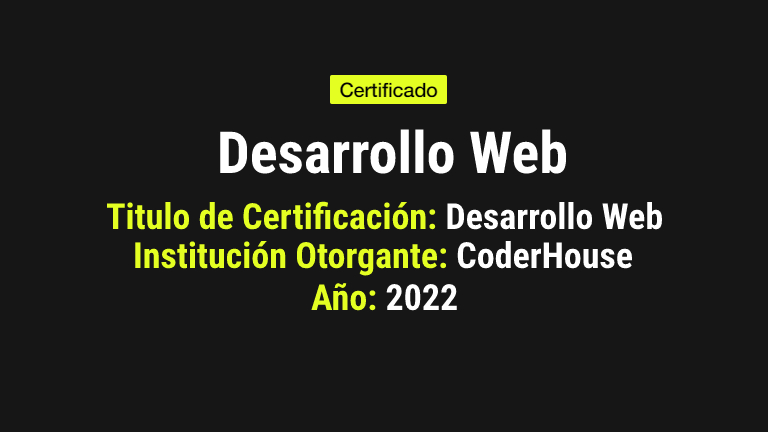 Certificado
Desarrollo Web
Titulo de Certificación: Desarrollo Web
Institución Otorgante: CoderHouse
Año: 2022